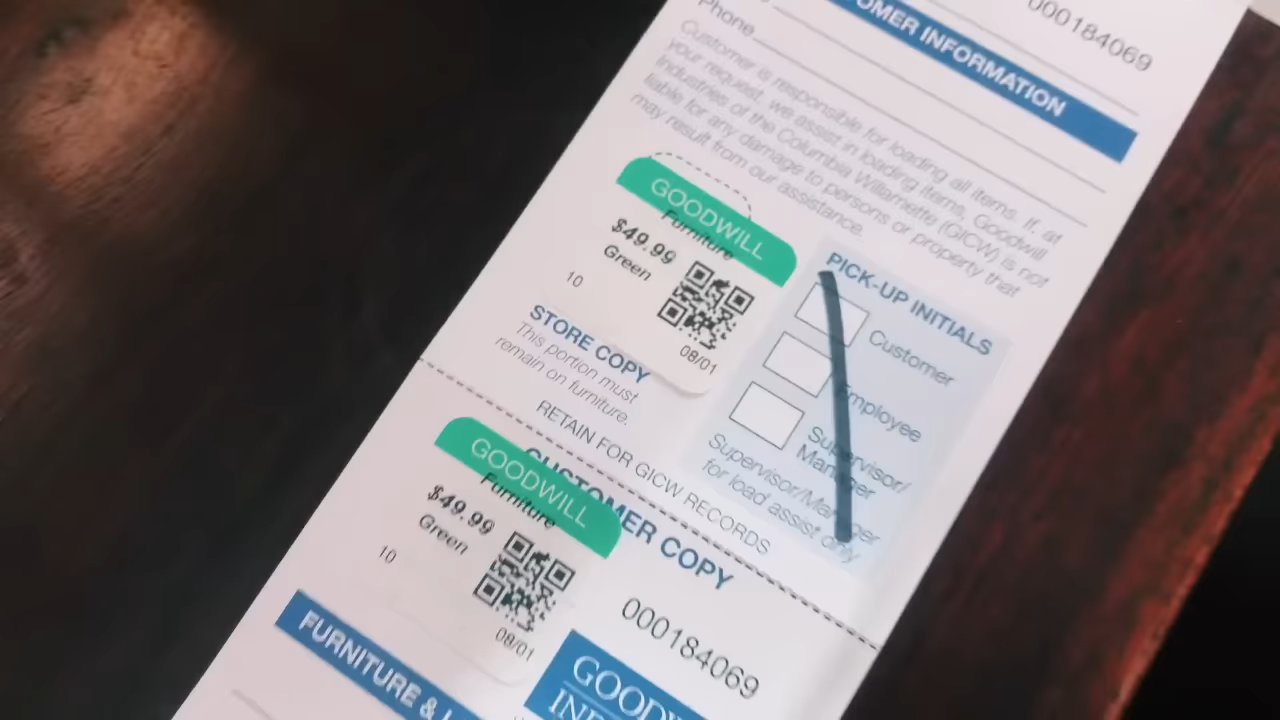 000184069
OMER INFORMATION
Phone
Customer is responsible for loading all items. If, at
your request, we assist in loading items, Goodwill
Industries of the Columbia Willamette (GICW) is not
liable for any damage to persons or property that
may result from our assistance.
GOODWILL
Furniture
$49.99
Green
10
08/01
STORE COPY
This portion must
remain on furniture.
RETAIN FOR GICW RECORDS
PICK-UP INITIALS
Customer
Employee
Supervisor/
Manager
Supervisor/Manager
for load assist only
CUSTOMER COPY
GOODWILL
Furniture
$49.99
Green
10
08/01
000184069
FURNITURE &
GOOD
IND